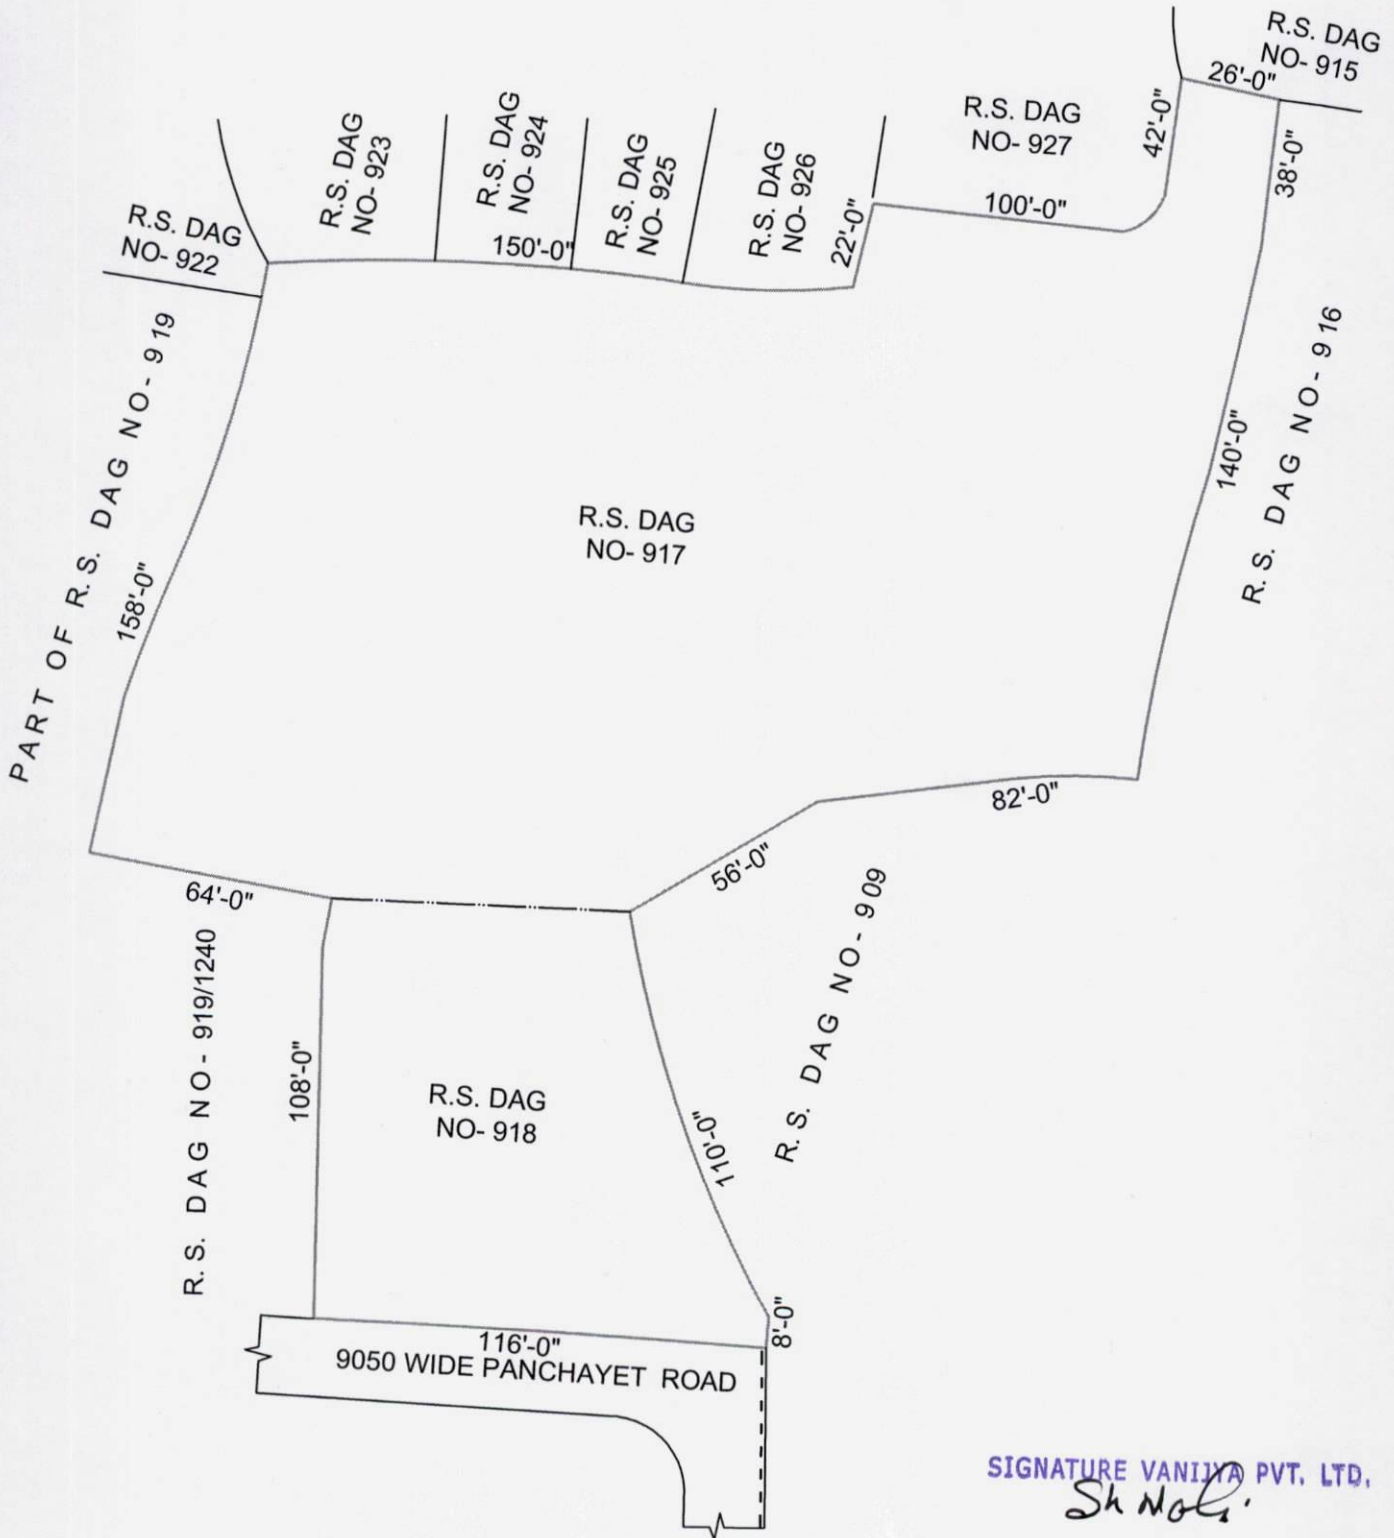 R.S. DAG
NO- 915
26'-0"
42'-0"
38'-0"
R.S. DAG
NO- 927
100'-0"
22'-0"
R.S. DAG
NO- 926
R.S. DAG
NO- 925
R.S. DAG
NO- 924
150'-0"
R.S. DAG
NO- 923
R.S. DAG
NO- 922
PART OF R.S. DAG NO- 919
158'-0"
R.S. DAG
NO- 917
140'-0"
R.S. DAG NO- 916
82'-0"
56'-0"
64'-0"
R.S. DAG NO- 909
R.S. DAG NO- 919/1240
108'-0"
R.S. DAG
NO- 918
110'-0"
8'-0"
116'-0"
9050 WIDE PANCHAYET ROAD
SIGNATURE VANIJYA PVT. LTD.